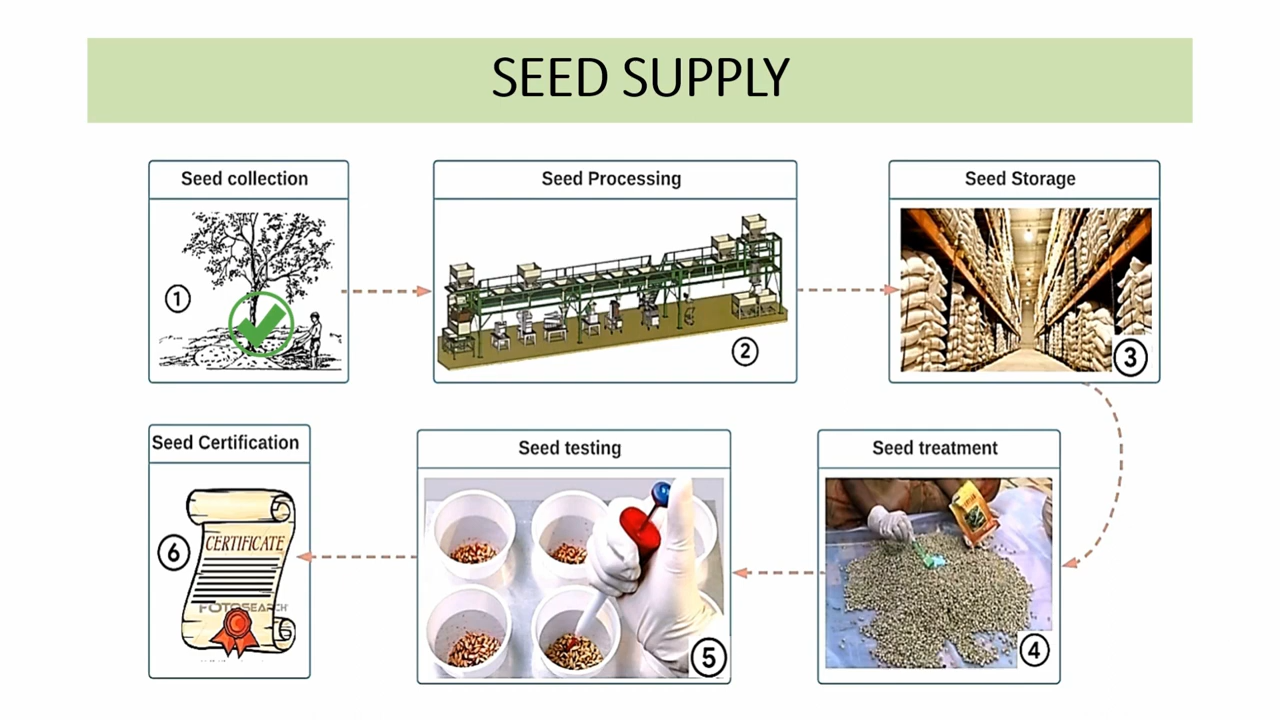 SEED SUPPLY
Seed collection
1
Seed Processing
2
Seed Storage
3
Seed treatment
4
Seed testing
5
Seed Certification
6
CERTIFICATE
FOTOSEARCH